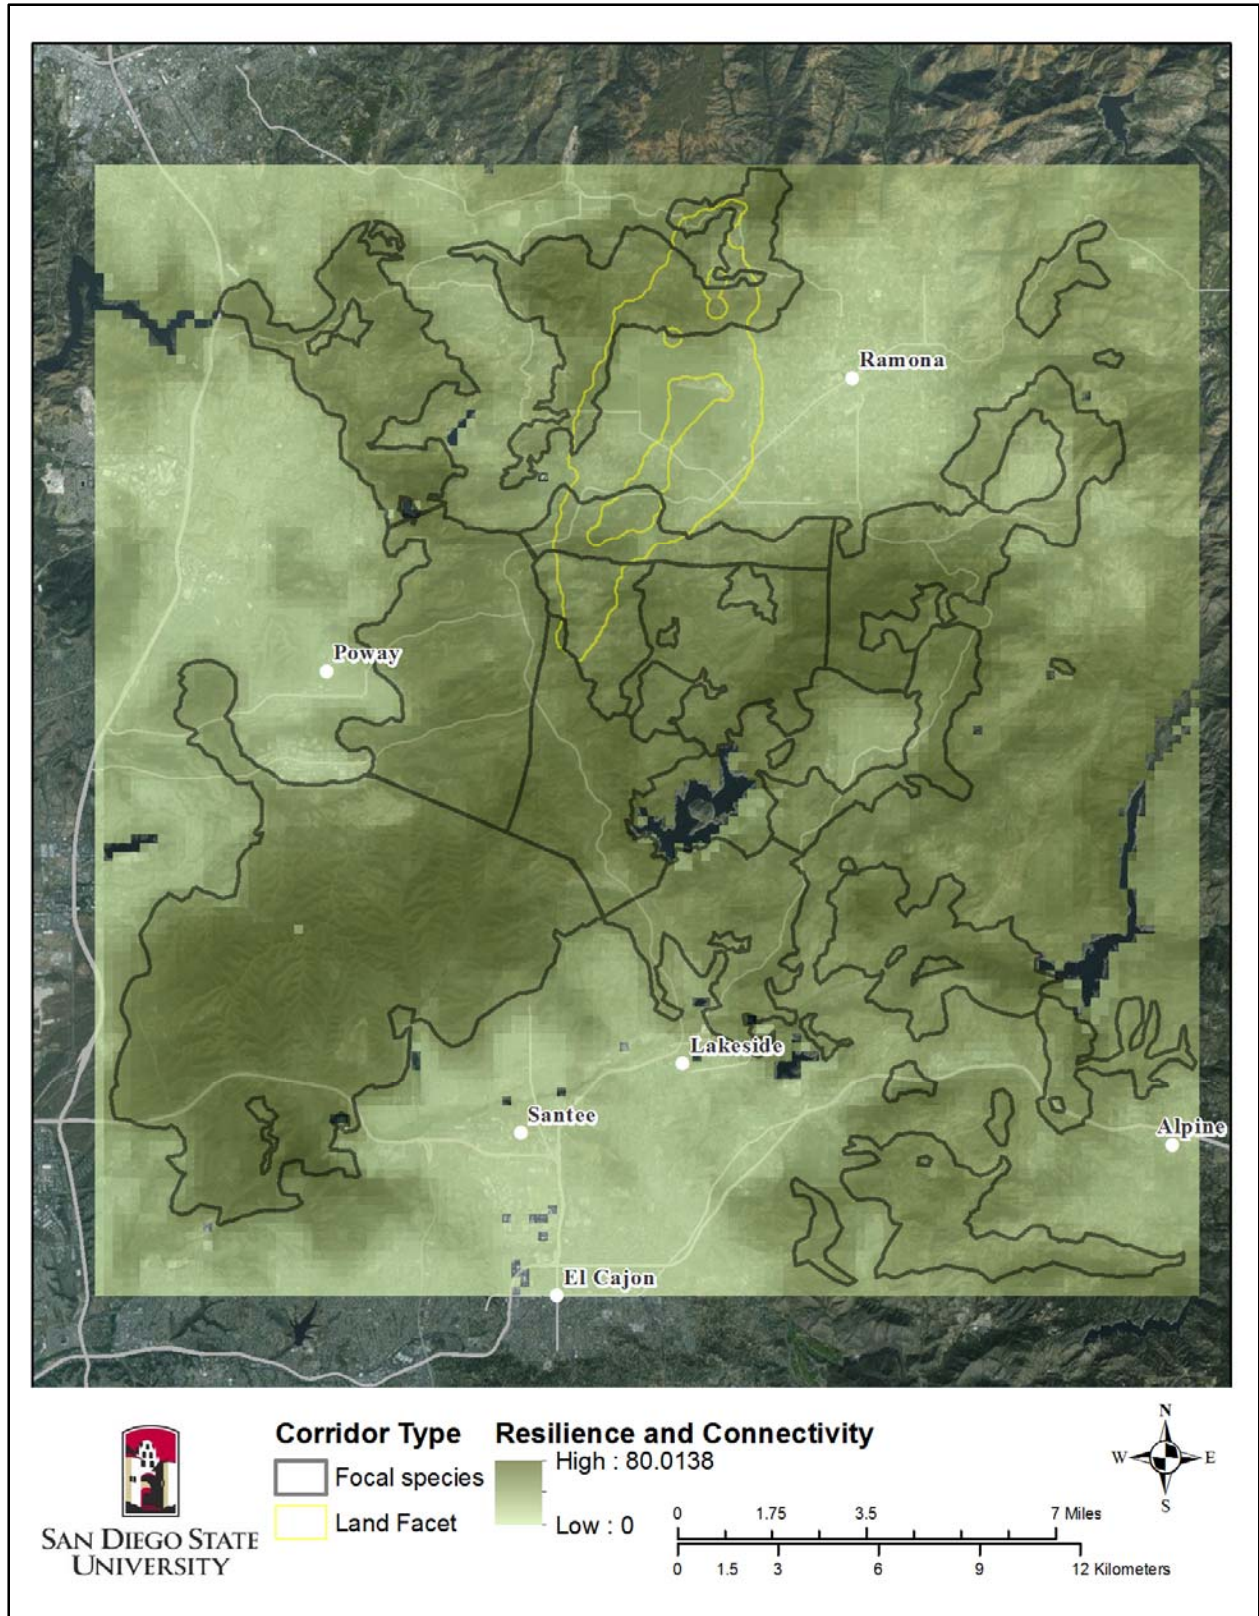 Ramona
Poway
Lakeside
Santee
Alpine
El Cajon
Corridor Type
Focal species
Land Facet
Resilience and Connectivity
High : 80.0138
Low : 0
N
W E
S
0 1.75 3.5 7 Miles
0 1.5 3 6 9 12 Kilometers
SAN DIEGO STATE
UNIVERSITY